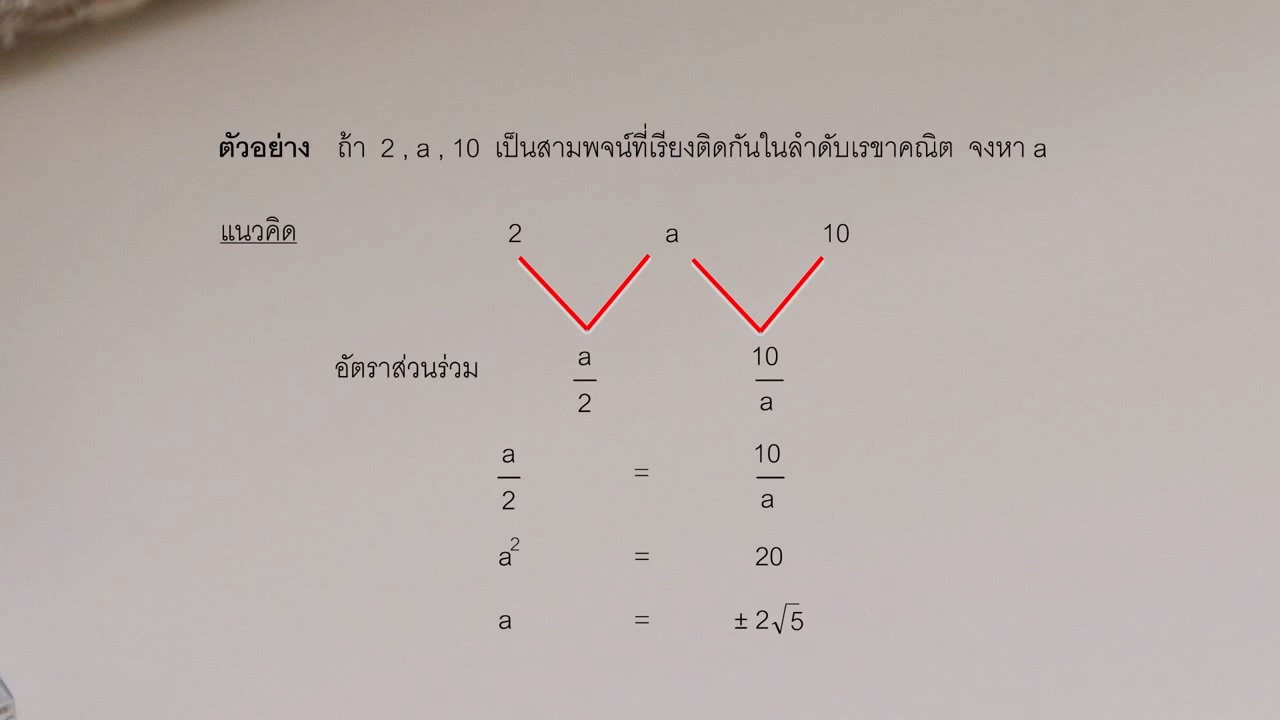 ตัวอย่าง ถ้า 2 , a , 10 เป็นสามพจน์ที่เรียงติดกันในลำดับเรขาคณิต จงหา a
แนวคิด 2 a 10
อัตราส่วนร่วม a/2 10/a
a/2 = 10/a
a² = 20
a = ± 2√5